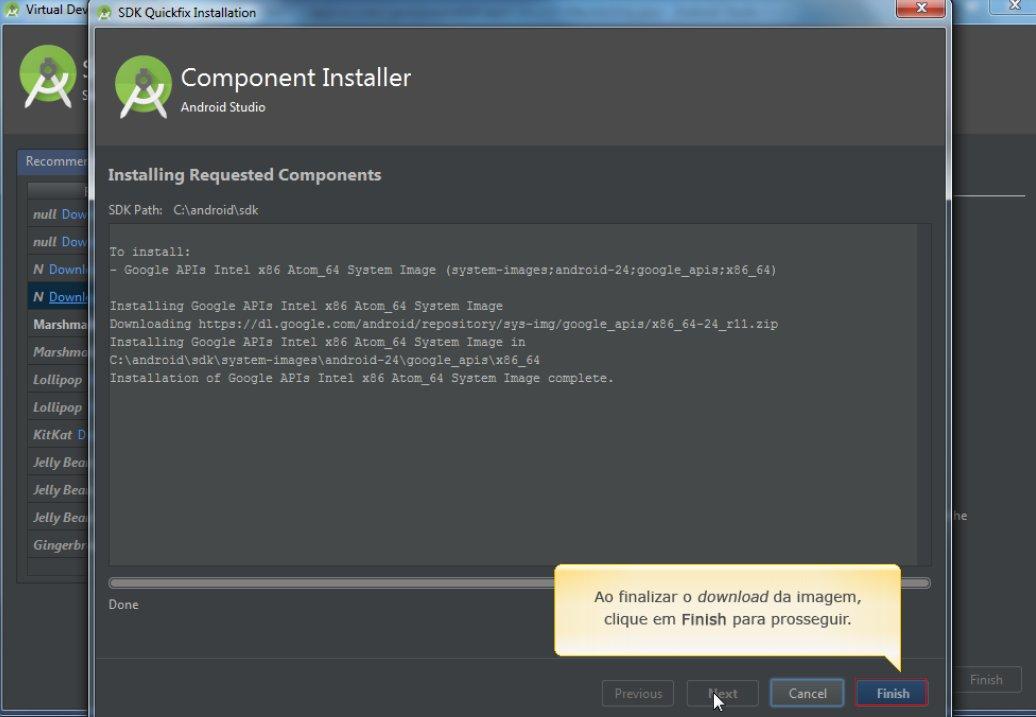 Virtual Dev
SDK Quickfix Installation
Component Installer
Android Studio
Recommen
null Dow
null Dow
N Downl
N Downl
Marshma
Marshma
Lollipop
Lollipop
KitKat D
Jelly Bea
Jelly Bea
Jelly Bea
Gingerbr
Installing Requested Components
SDK Path: C:\android\sdk
To install:
- Google APIs Intel x86 Atom_64 System Image (system-images;android-24;google_apis;x86_64)
Installing Google APIs Intel x86 Atom_64 System Image
Downloading https://dl.google.com/android/repository/sys-img/google_apis/x86_64-24_r11.zip
Installing Google APIs Intel x86 Atom_64 System Image in
C:\android\sdk\system-images\android-24\google_apis\x86_64
Installation of Google APIs Intel x86 Atom_64 System Image complete.
he
Done
Ao finalizar o download da imagem,
clique em Finish para prosseguir.
Previous
Next
Cancel
Finish
Finish